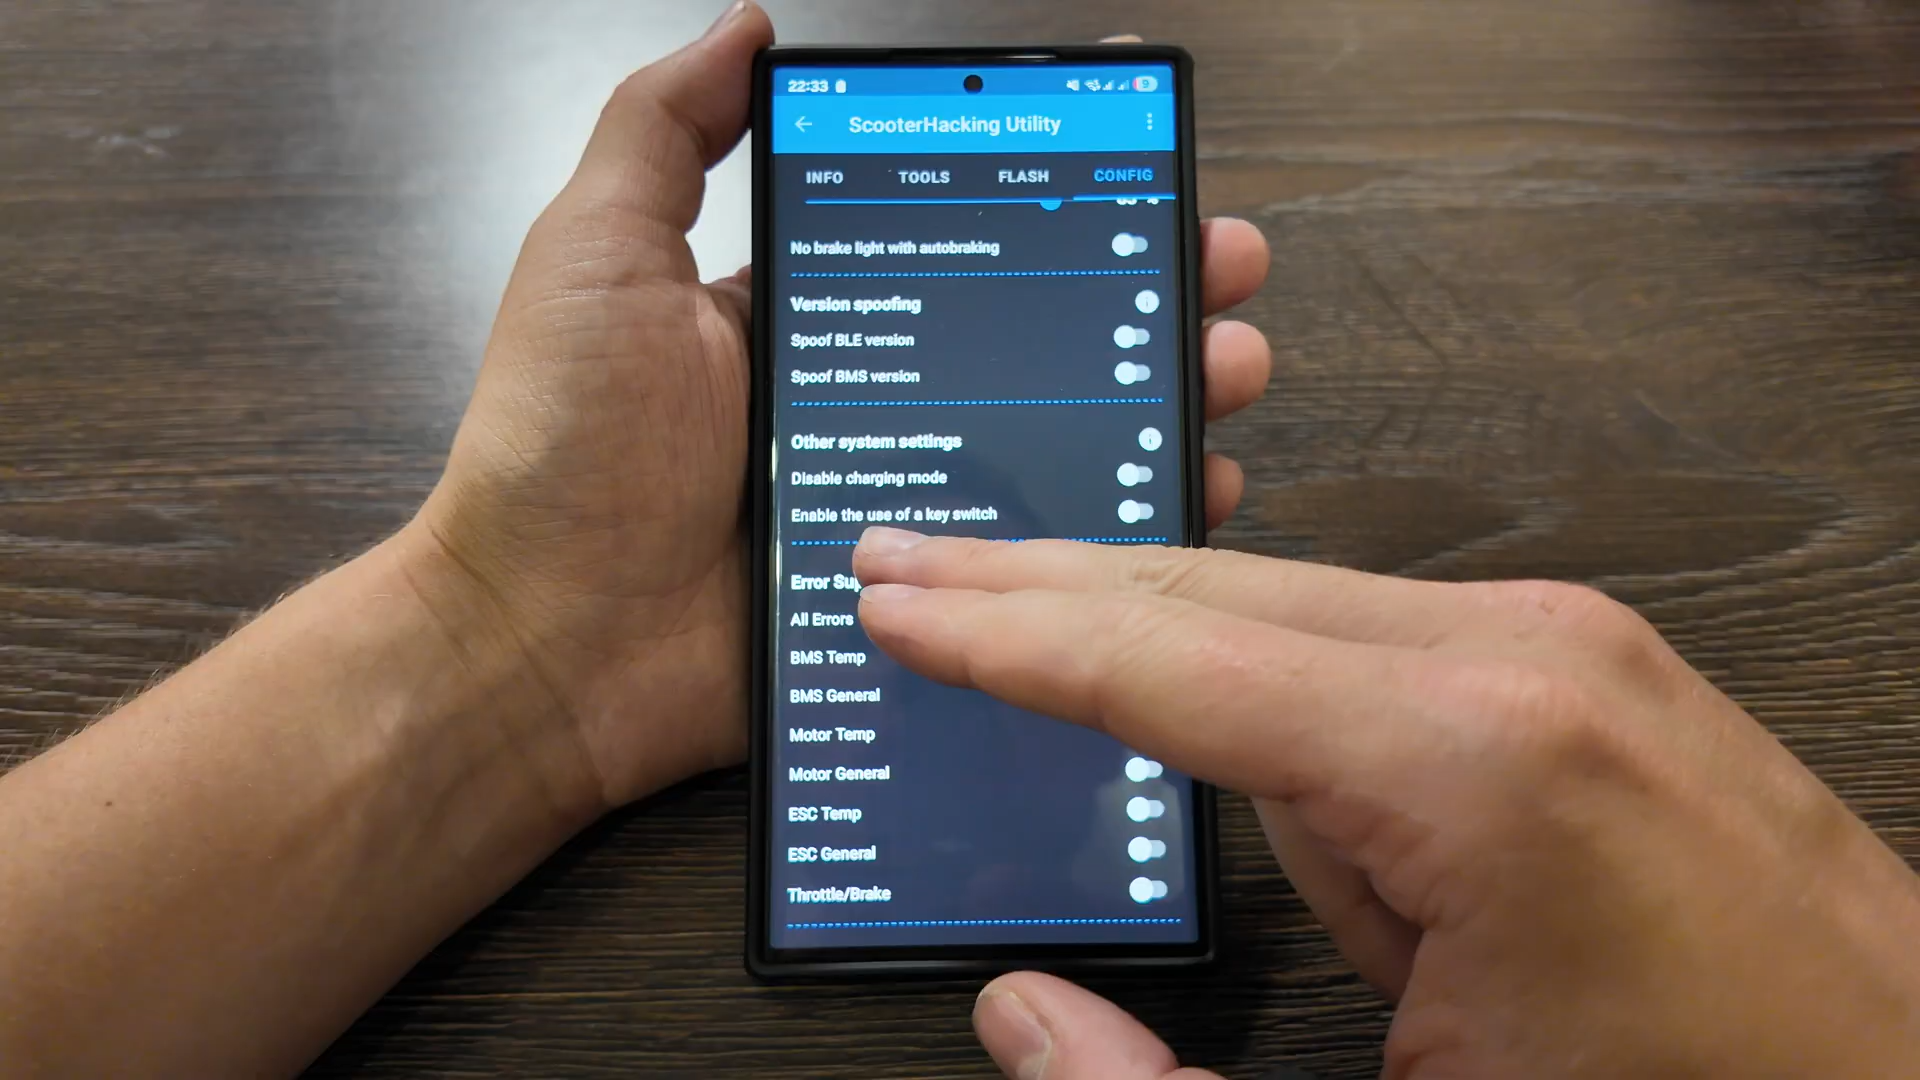 22:33 9
ScooterHacking Utility
INFO TOOLS FLASH CONFIG
No brake light with autobraking
Version spoofing
Spoof BLE version
Spoof BMS version
Other system settings
Disable charging mode
Enable the use of a key switch
Error Sup
All Errors
BMS Temp
BMS General
Motor Temp
Motor General
ESC Temp
ESC General
Throttle/Brake